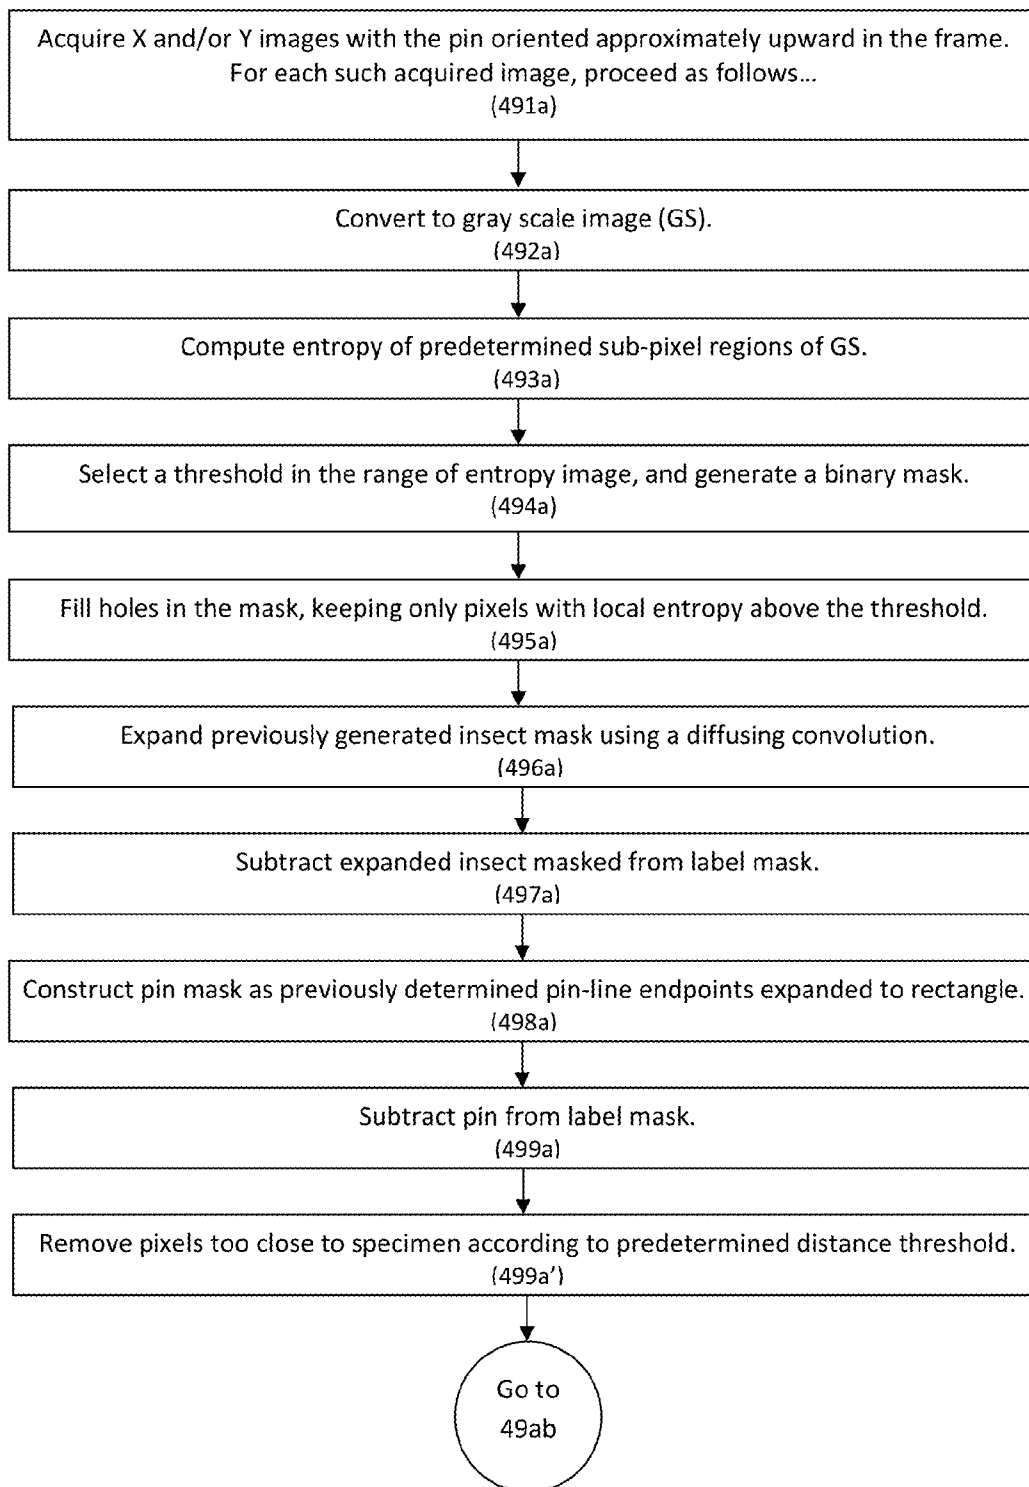 Acquire X and/or Y images with the pin oriented approximately upward in the frame.
For each such acquired image, proceed as follows...
(491a)
Convert to gray scale image (GS).
(492a)
Compute entropy of predetermined sub-pixel regions of GS.
(493a)
Select a threshold in the range of entropy image, and generate a binary mask.
(494a)
Fill holes in the mask, keeping only pixels with local entropy above the threshold.
(495a)
Expand previously generated insect mask using a diffusing convolution.
(496a)
Subtract expanded insect masked from label mask.
(497a)
Construct pin mask as previously determined pin-line endpoints expanded to rectangle.
(498a)
Subtract pin from label mask.
(499a)
Remove pixels too close to specimen according to predetermined distance threshold.
(499a’)
Go to
49ab